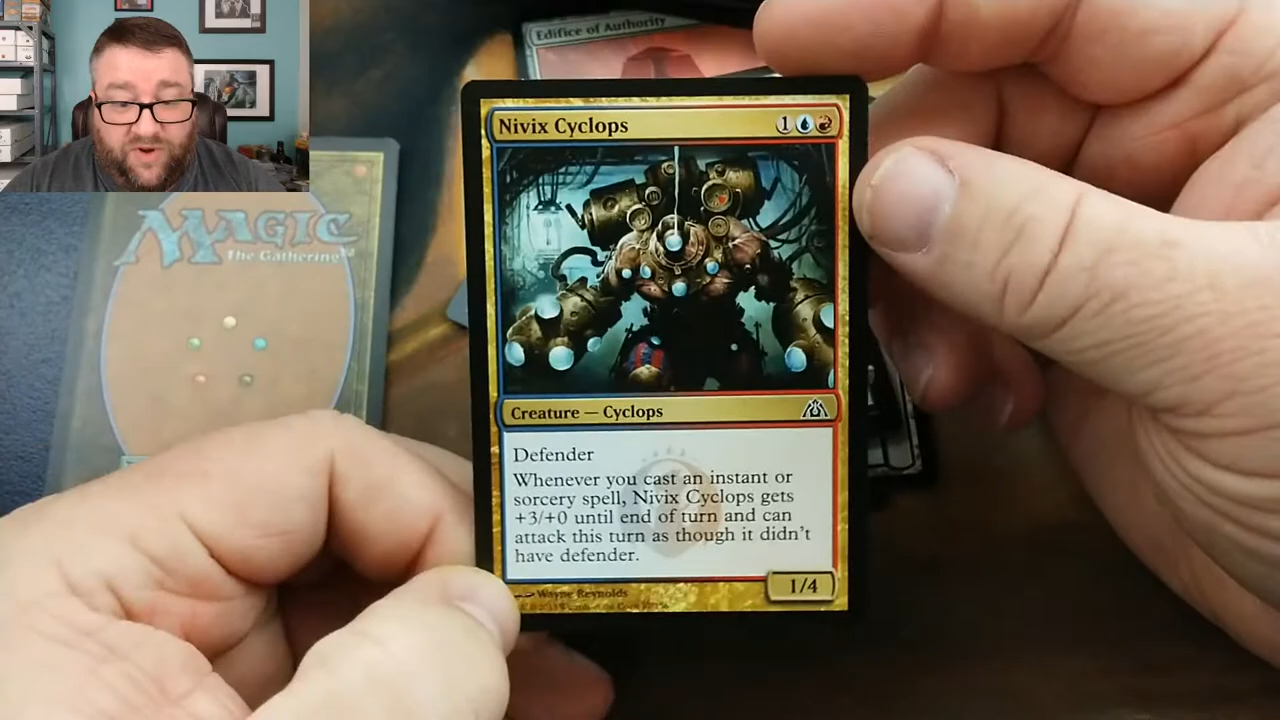 Edifice of Authority
Nivix Cyclops
1
MAGIC
The Gathering
Creature — Cyclops
Defender
Whenever you cast an instant or
sorcery spell, Nivix Cyclops gets
+3/+0 until end of turn and can
attack this turn as though it didn't
have defender.
1/4
Wayne Reynolds